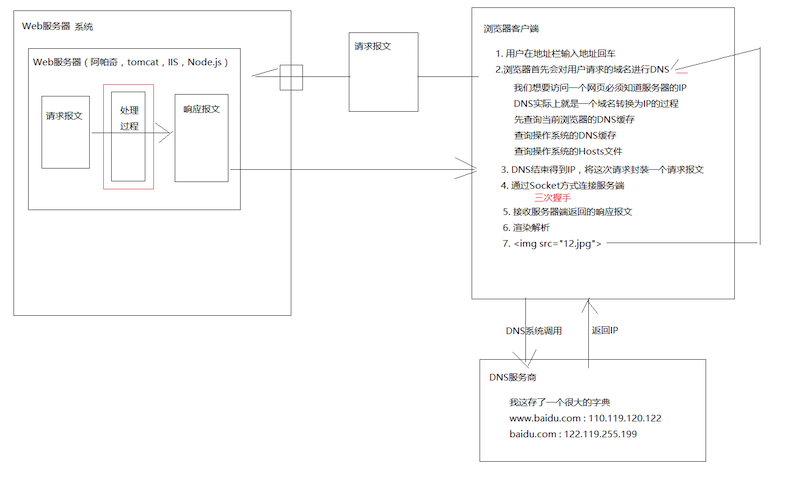 Web服务器 系统
Web服务器（阿帕奇，tomcat，IIS，Node.js）
请求报文
处理
过程
响应报文
请求报文
浏览器客户端
1. 用户在地址栏输入地址回车
2.浏览器首先会对用户请求的域名进行DNS
我们想要访问一个网页必须知道服务器的IP
DNS实际上就是一个域名转换为IP的过程
先查询当前浏览器的DNS缓存
查询操作系统的DNS缓存
查询操作系统的Hosts文件
3. DNS结束得到IP，将这次请求封装一个请求报文
4. 通过Socket方式连接服务端
三次握手
5. 接收服务器端返回的响应报文
6. 渲染解析
7. <img src="12.jpg">
DNS系统调用
返回IP
DNS服务商
我这存了一个很大的字典
www.baidu.com : 110.119.120.122
baidu.com : 122.119.255.199